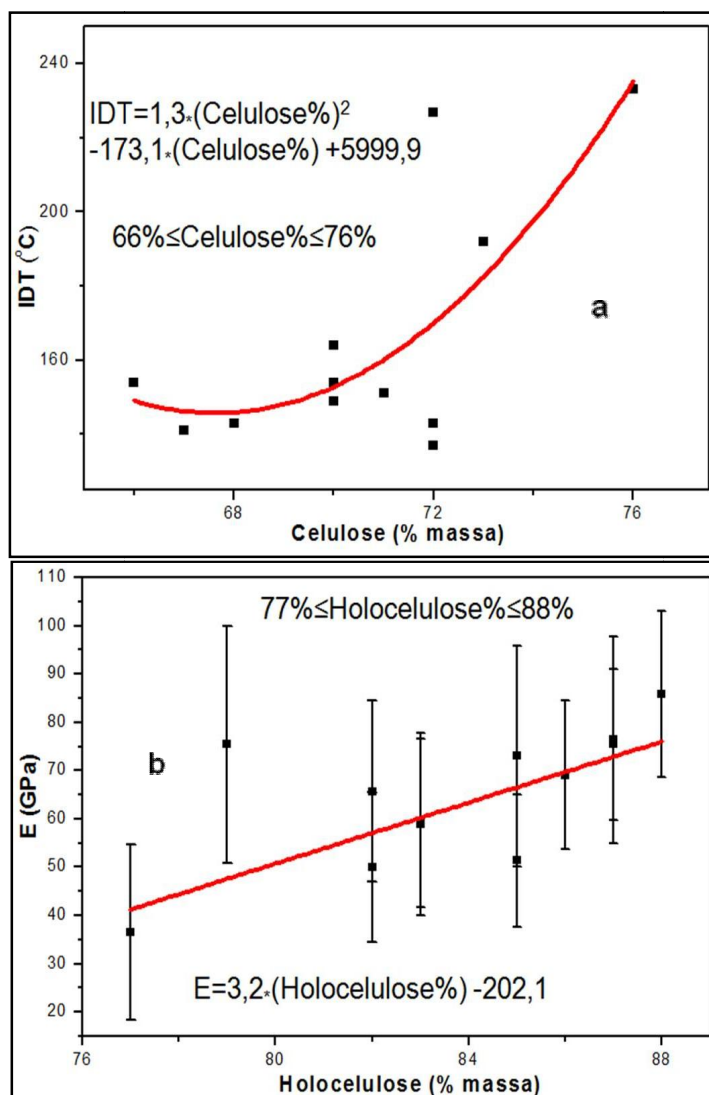 240
200
160
IDT (°C)
IDT=1,3*(Celulose%)²
-173,1*(Celulose%) +5999,9
66%≤Celulose%≤76%
a
68
72
76
Celulose (% massa)
110
100
90
80
70
60
50
40
30
20
E (GPa)
77%≤Holocelulose%≤88%
b
E=3,2*(Holocelulose%) -202,1
76
80
84
88
Holocelulose (% massa)